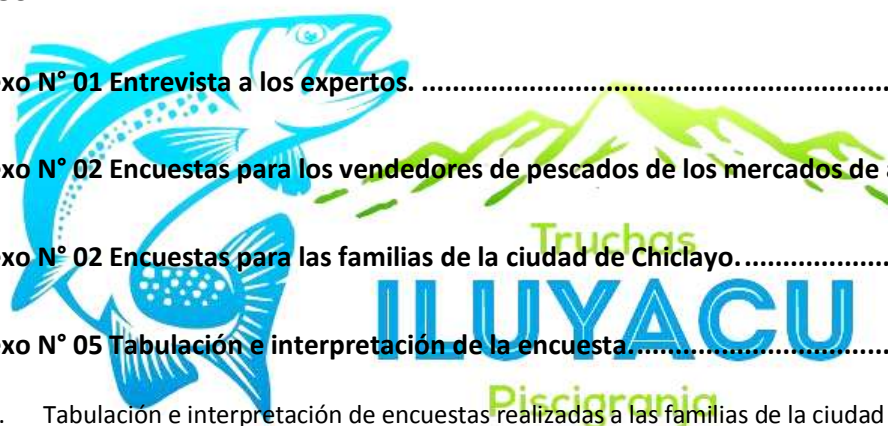 xo N° 01 Entrevista a los expertos. ..........................................................................
xo N° 02 Encuestas para los vendedores de pescados de los mercados de a
Truchas
xo N° 02 Encuestas para las familias de la ciudad de Chiclayo. .......................
ILUYACU
xo N° 05 Tabulación e interpretación de la encuesta..........................................
Piscigranja
. Tabulación e interpretación de encuestas realizadas a las familias de la ciudad